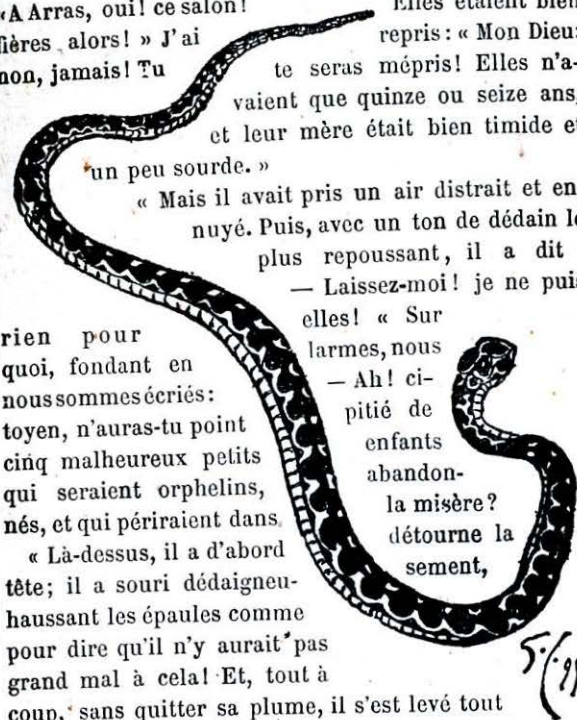 «A Arras, oui! ce salon! Elles étaient bien
fières alors! » J'ai repris : « Mon Dieu!
non, jamais! Tu te seras mépris! Elles n'a-
vaient que quinze ou seize ans,
et leur mère était bien timide et
un peu sourde. »
« Mais il avait pris un air distrait et en
nuyé. Puis, avec un ton de dédain le
plus repoussant, il a dit
— Laissez-moi! je ne puis
rien pour elles! « Sur
quoi, fondant en larmes, nous
nous sommes écriés : — Ah! ci-
toyen, n'auras-tu point pitié de
cinq malheureux petits enfants
qui seraient orphelins, abandon-
nés, et qui périraient dans la misère?
« Là-dessus, il a d'abord détourne la
tête; il a souri dédaigneu- sement,
haussant les épaules comme
pour dire qu'il n'y aurait pas
grand mal à cela! Et, tout à
coup, sans quitter sa plume, il s'est levé tout